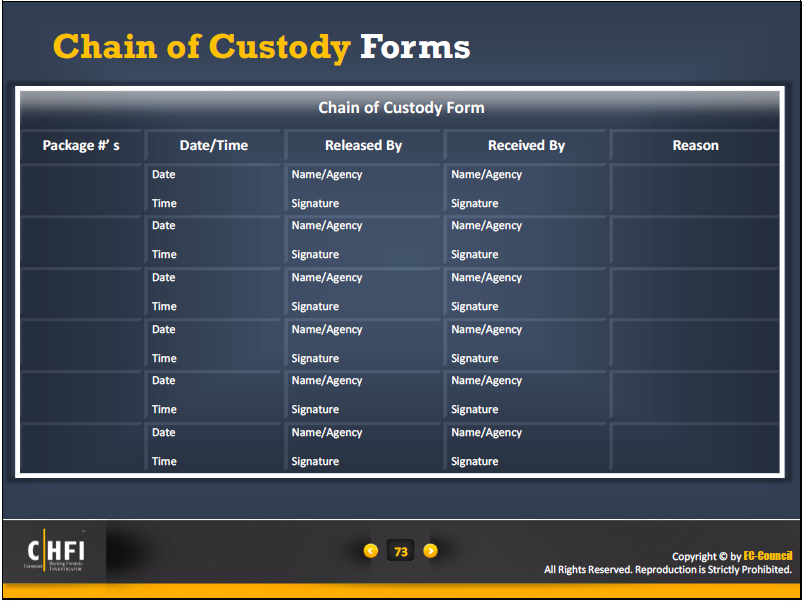 Chain of Custody Forms
Chain of Custody Form
Package #' s Date/Time Released By Received By Reason
Date Name/Agency Name/Agency
Time Signature Signature
Date Name/Agency Name/Agency
Time Signature Signature
Date Name/Agency Name/Agency
Time Signature Signature
Date Name/Agency Name/Agency
Time Signature Signature
Date Name/Agency Name/Agency
Time Signature Signature
Date Name/Agency Name/Agency
Time Signature Signature
CHFI
Computer Hacking Forensic
INVESTIGATOR
73
Copyright © by EC-Council
All Rights Reserved. Reproduction is Strictly Prohibited.